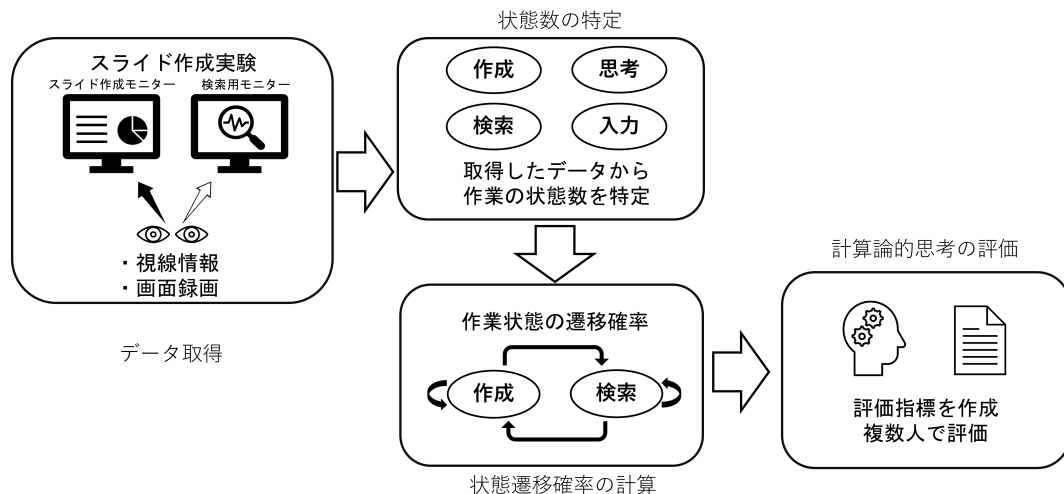 スライド作成実験
スライド作成モニター
検索用モニター
・視線情報
・画面録画
データ取得
状態数の特定
作成
思考
検索
入力
取得したデータから
作業の状態数を特定
作業状態の遷移確率
作成
検索
状態遷移確率の計算
計算論的思考の評価
評価指標を作成
複数人で評価